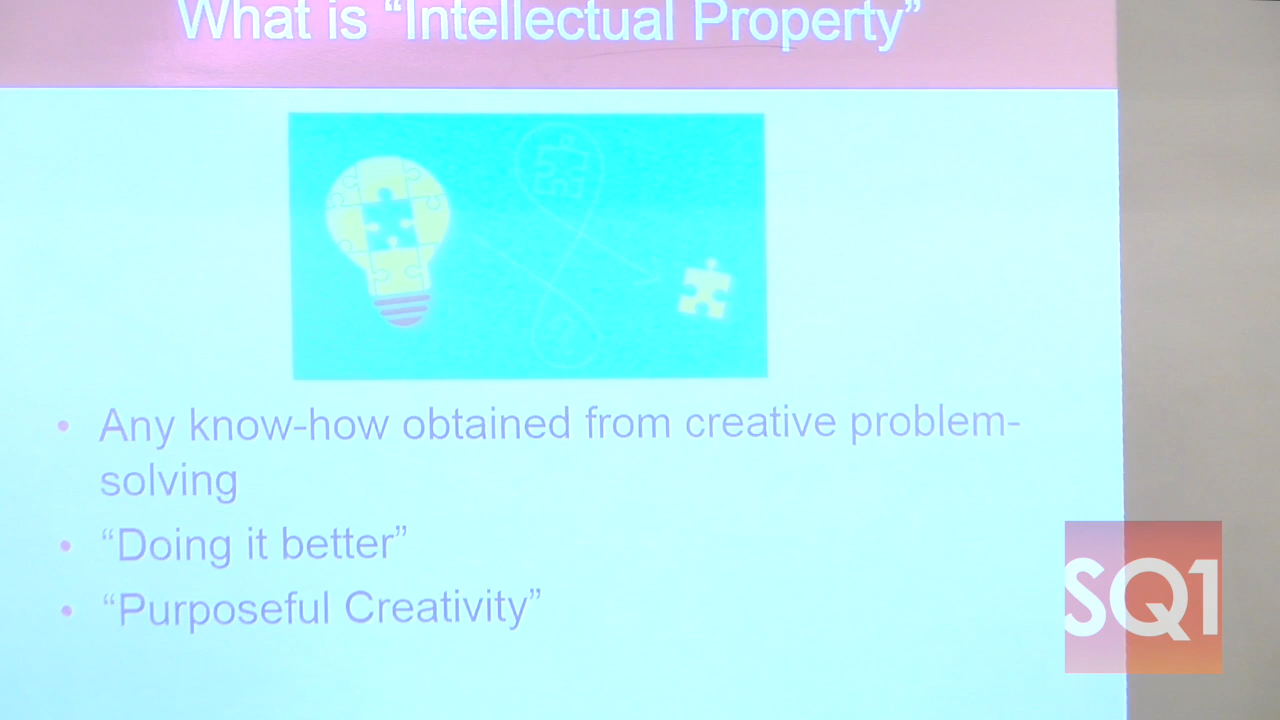 What is “Intellectual Property”
• Any know-how obtained from creative problem-
solving
• “Doing it better”
• “Purposeful Creativity”
SQ1